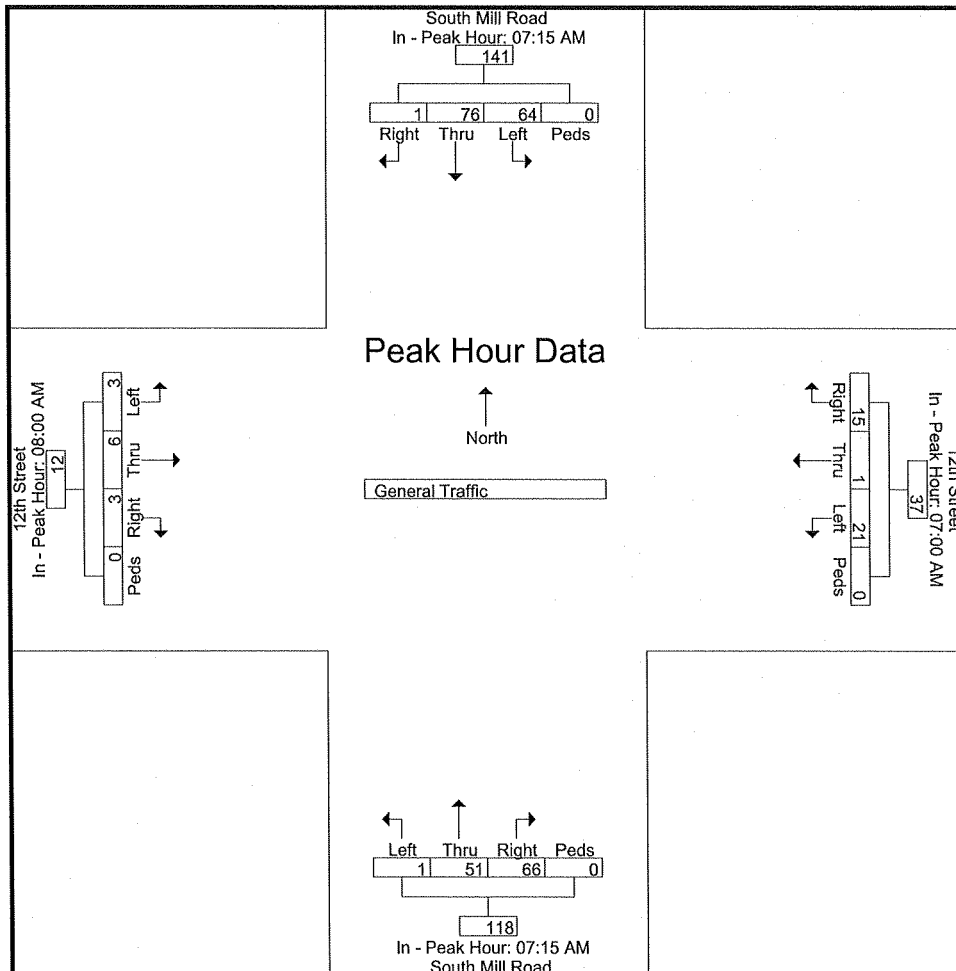 South Mill Road
In - Peak Hour: 07:15 AM
141
1 76 64 0
Right Thru Left Peds
Peak Hour Data
North
General Traffic
12th Street
In - Peak Hour: 08:00 AM
12
3 6 3 0
Left Thru Right Peds
12th Street
In - Peak Hour: 07:00 AM
37
15 1 21 0
Right Thru Left Peds
Left Thru Right Peds
1 51 66 0
118
In - Peak Hour: 07:15 AM
South Mill Road